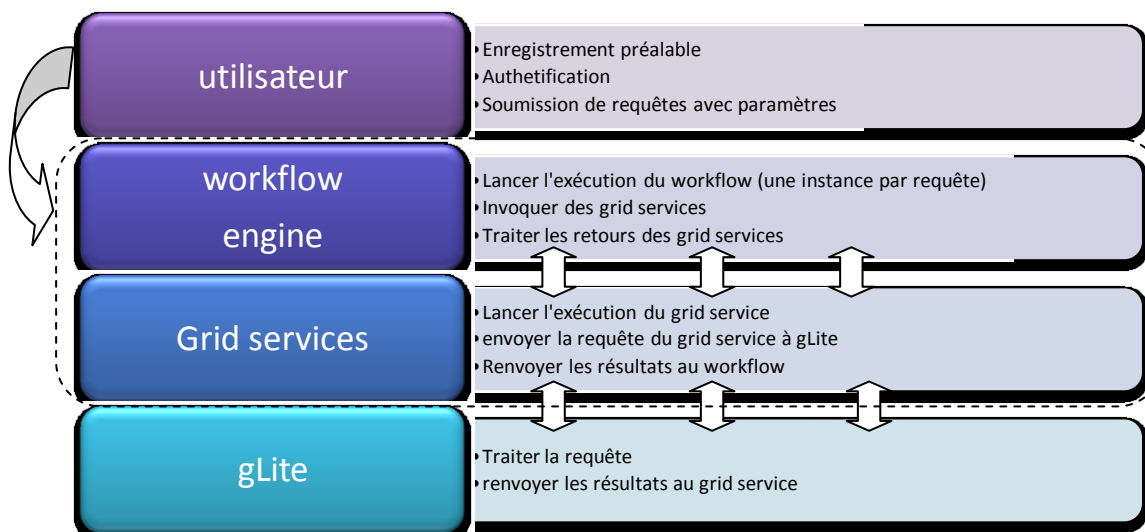 utilisateur
• Enregistrement préalable
• Authetification
• Soumission de requêtes avec paramètres
workflow
engine
• Lancer l'exécution du workflow (une instance par requête)
• Invoquer des grid services
• Traiter les retours des grid services
Grid services
• Lancer l'exécution du grid service
• envoyer la requête du grid service à gLite
• Renvoyer les résultats au workflow
gLite
• Traiter la requête
• renvoyer les résultats au grid service